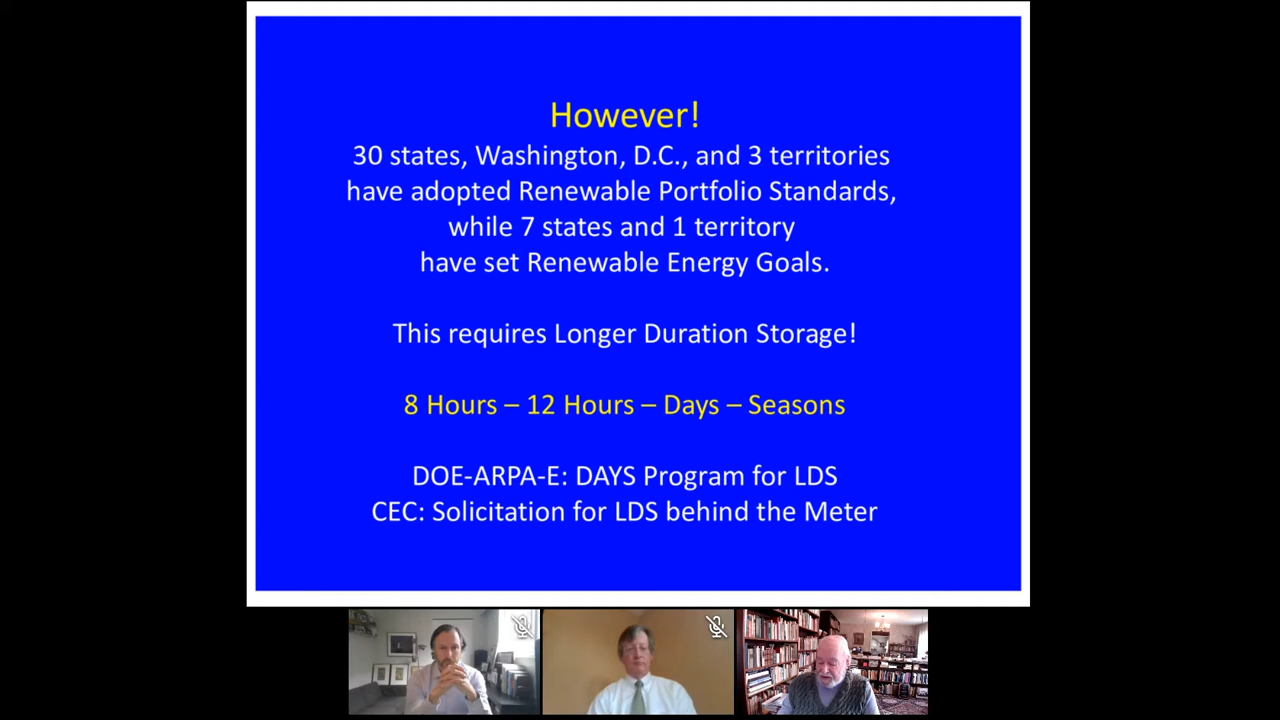 However!
30 states, Washington, D.C., and 3 territories
have adopted Renewable Portfolio Standards,
while 7 states and 1 territory
have set Renewable Energy Goals.
This requires Longer Duration Storage!
8 Hours – 12 Hours – Days – Seasons
DOE-ARPA-E: DAYS Program for LDS
CEC: Solicitation for LDS behind the Meter